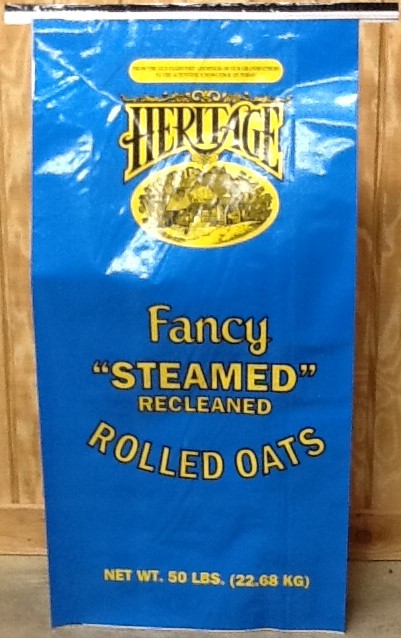 HERITAGE
Fancy
"STEAMED"
RECLEANED
ROLLED OATS
NET WT. 50 LBS. (22.68 KG)